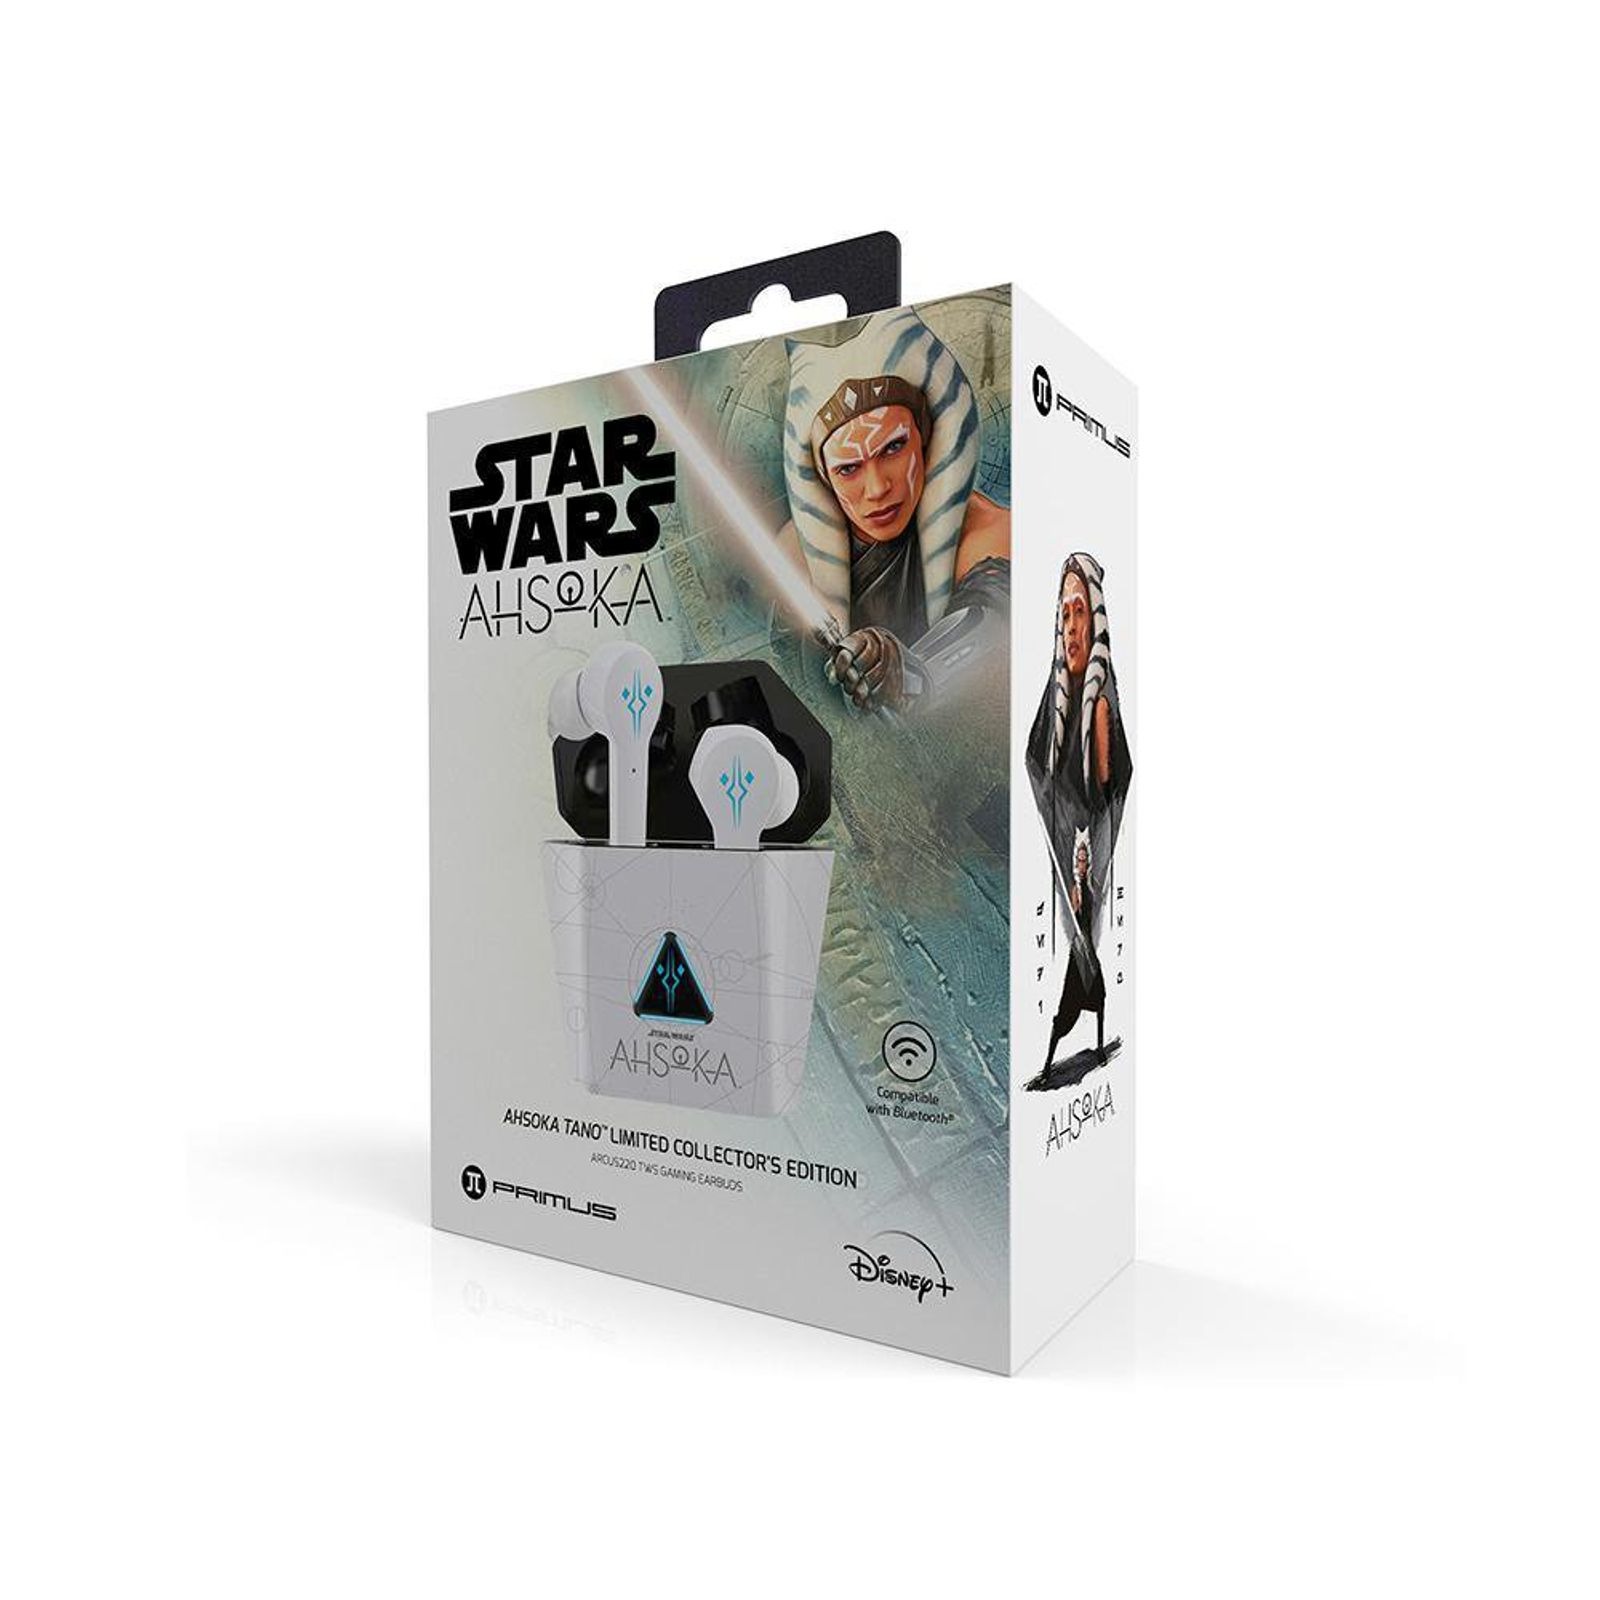 STAR
WARS
AHSOKA
STAR WARS
AHSOKA
Compatible
with Bluetooth®
AHSOKA TANO™ LIMITED COLLECTOR'S EDITION
ARCUS220 TWS GAMING EARBUDS
PRIMUS
Disney+
PRIMUS
AHSOKA